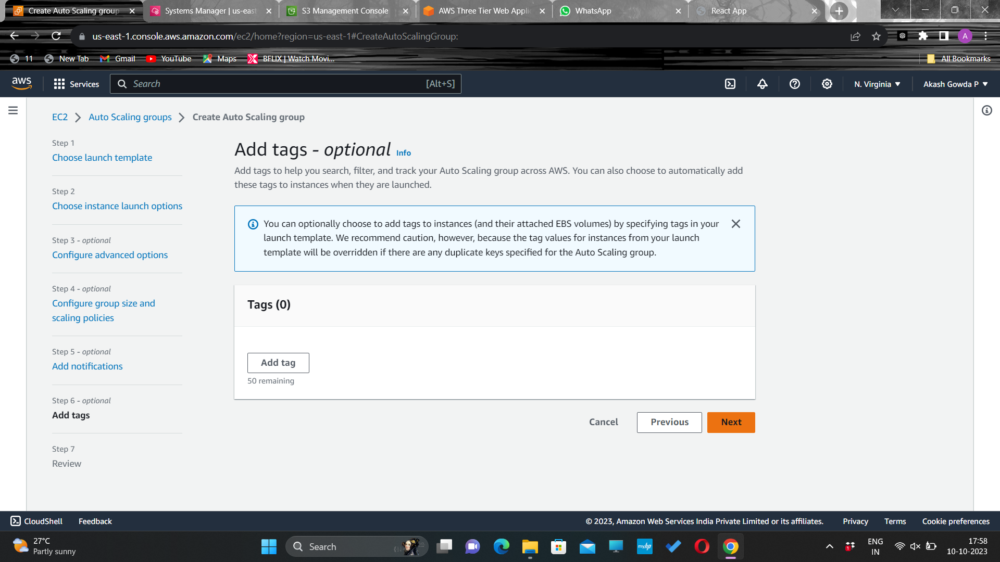 Create Auto Scaling group
Systems Manager | us-east
S3 Management Console
AWS Three Tier Web Applic
WhatsApp
React App
us-east-1.console.aws.amazon.com/ec2/home?region=us-east-1#CreateAutoScalingGroup:
A
11
New Tab
Gmail
YouTube
Maps
BFLIX | Watch Movi...
All Bookmarks
aws
Services
Search
[Alt+S]
N. Virginia
Akash Gowda P
EC2
Auto Scaling groups
Create Auto Scaling group
Step 1
Choose launch template
Step 2
Choose instance launch options
Step 3 - optional
Configure advanced options
Step 4 - optional
Configure group size and
scaling policies
Step 5 - optional
Add notifications
Step 6 - optional
Add tags
Step 7
Review
Add tags - optional Info
Add tags to help you search, filter, and track your Auto Scaling group across AWS. You can also choose to automatically add
these tags to instances when they are launched.
You can optionally choose to add tags to instances (and their attached EBS volumes) by specifying tags in your
launch template. We recommend caution, however, because the tag values for instances from your launch
template will be overridden if there are any duplicate keys specified for the Auto Scaling group.
Tags (0)
Add tag
50 remaining
Cancel
Previous
Next
CloudShell
Feedback
© 2023, Amazon Web Services India Private Limited or its affiliates.
Privacy
Terms
Cookie preferences
27°C
Partly sunny
Search
myhp
1
ENG
IN
17:58
10-10-2023